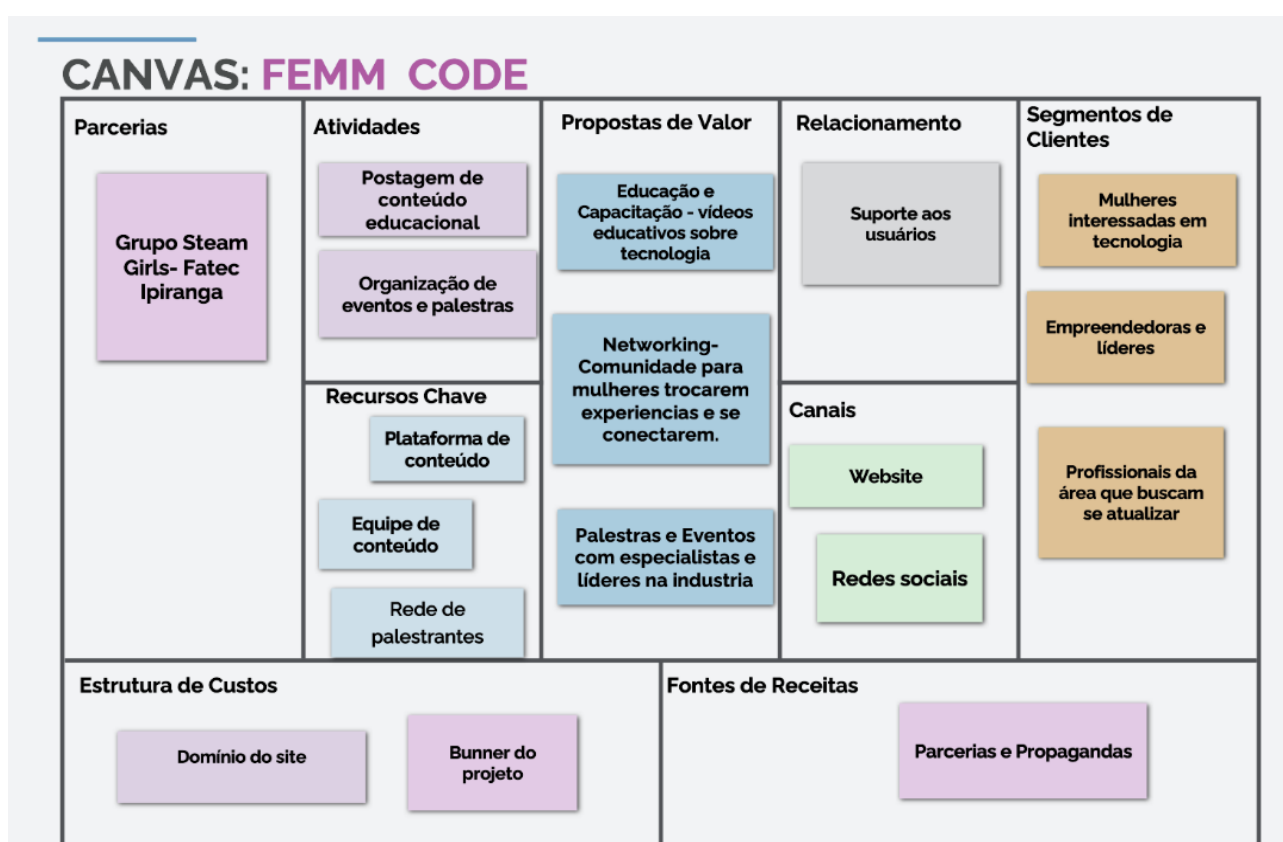 CANVAS: FEMM CODE
Parcerias
Grupo Steam
Girls- Fatec
Ipiranga
Atividades
Postagem de
conteúdo
educacional
Organização de
eventos e palestras
Recursos Chave
Plataforma de
conteúdo
Equipe de
conteúdo
Rede de
palestrantes
Propostas de Valor
Educação e
Capacitação - vídeos
educativos sobre
tecnologia
Networking-
Comunidade para
mulheres trocarem
experiencias e se
conectarem.
Palestras e Eventos
com especialistas e
líderes na industria
Relacionamento
Suporte aos
usuários
Canais
Website
Redes sociais
Segmentos de
Clientes
Mulheres
interessadas em
tecnologia
Empreendedoras e
líderes
Profissionais da
área que buscam
se atualizar
Estrutura de Custos
Domínio do site
Bunner do
projeto
Fontes de Receitas
Parcerias e Propagandas